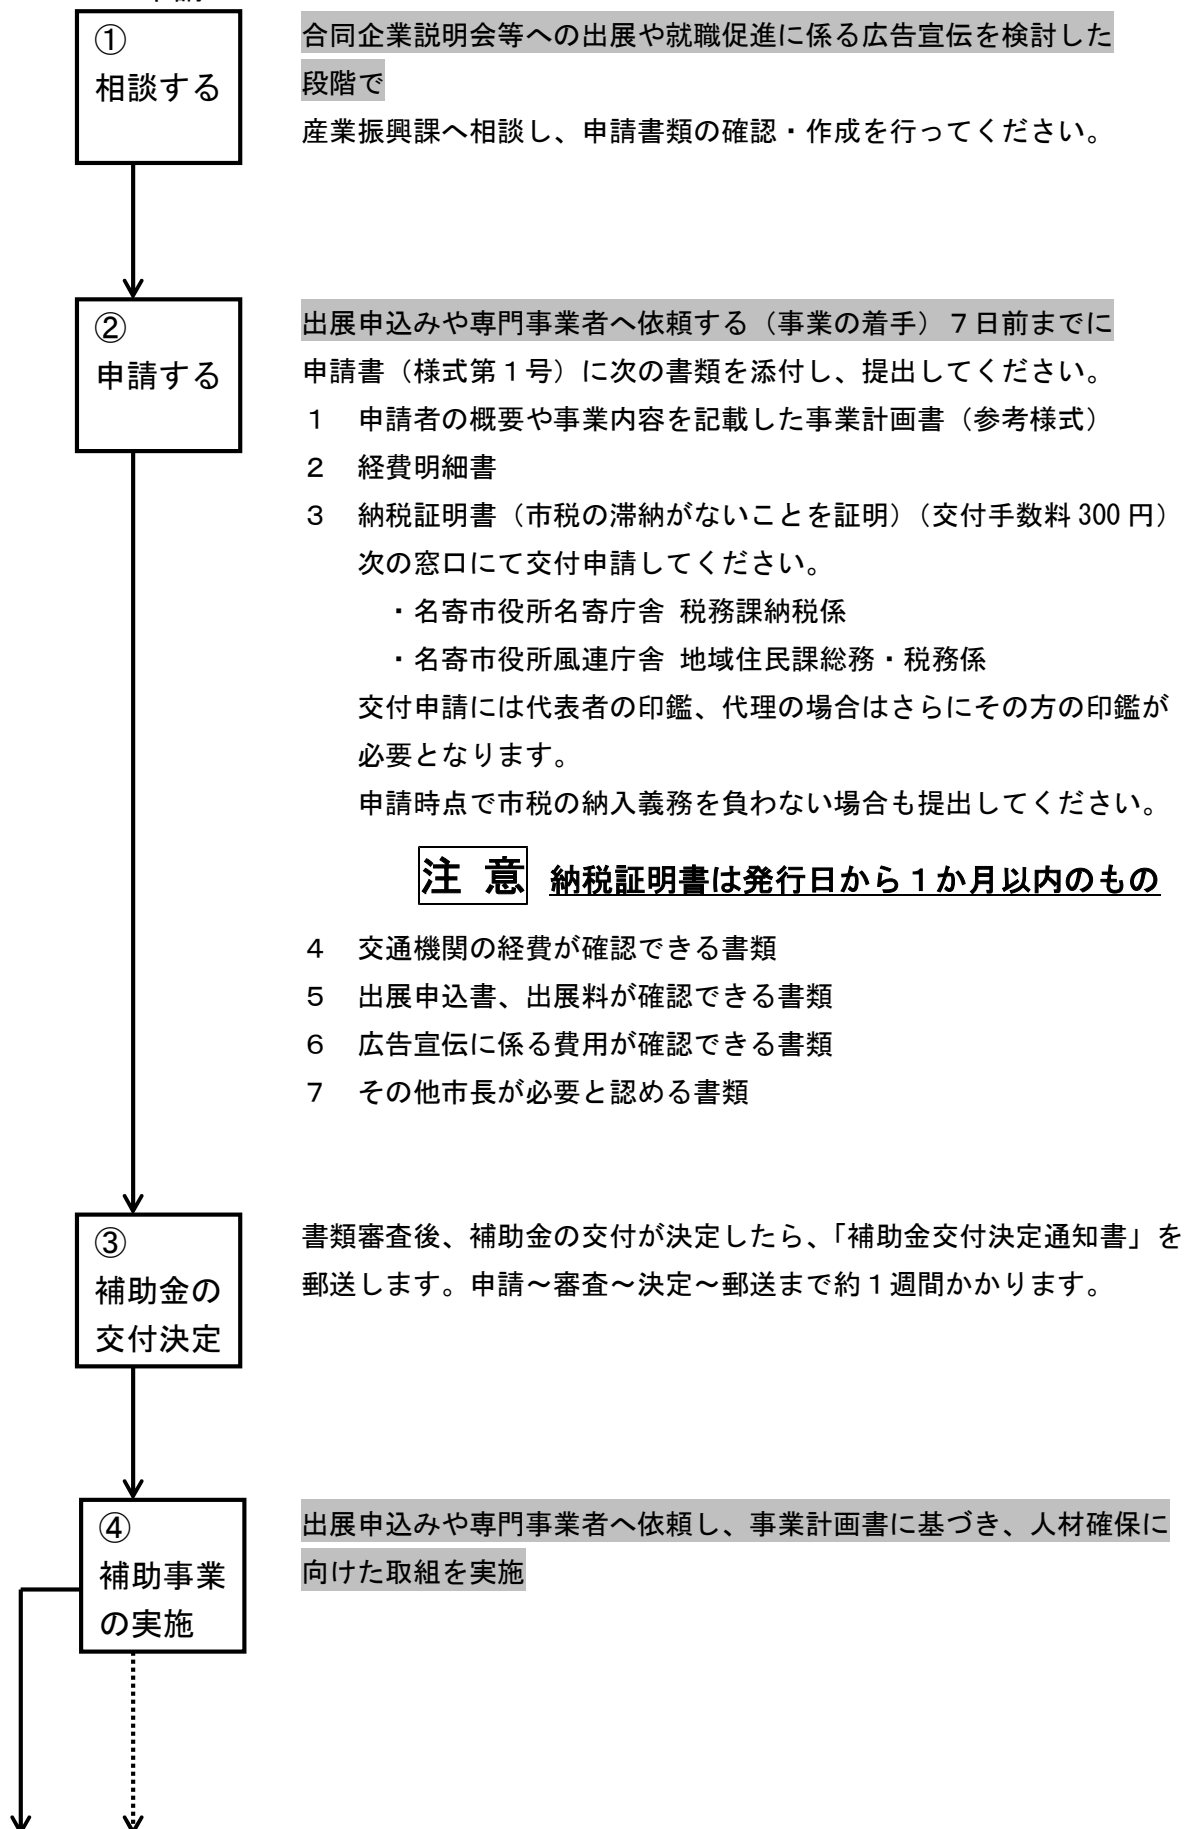 ①
相談する
合同企業説明会等への出展や就職促進に係る広告宣伝を検討した
段階で
産業振興課へ相談し、申請書類の確認・作成を行ってください。
②
申請する
出展申込みや専門事業者へ依頼する（事業の着手）７日前までに
申請書（様式第１号）に次の書類を添付し、提出してください。
１　申請者の概要や事業内容を記載した事業計画書（参考様式）
２　経費明細書
３　納税証明書（市税の滞納がないことを証明）（交付手数料 300 円）
次の窓口にて交付申請してください。
・名寄市役所名寄庁舎 税務課納税係
・名寄市役所風連庁舎 地域住民課総務・税務係
交付申請には代表者の印鑑、代理の場合はさらにその方の印鑑が
必要となります。
申請時点で市税の納入義務を負わない場合も提出してください。
注 意 納税証明書は発行日から１か月以内のもの
４　交通機関の経費が確認できる書類
５　出展申込書、出展料が確認できる書類
６　広告宣伝に係る費用が確認できる書類
７　その他市長が必要と認める書類
③
補助金の
交付決定
書類審査後、補助金の交付が決定したら、「補助金交付決定通知書」を
郵送します。申請～審査～決定～郵送まで約１週間かかります。
④
補助事業
の実施
出展申込みや専門事業者へ依頼し、事業計画書に基づき、人材確保に
向けた取組を実施